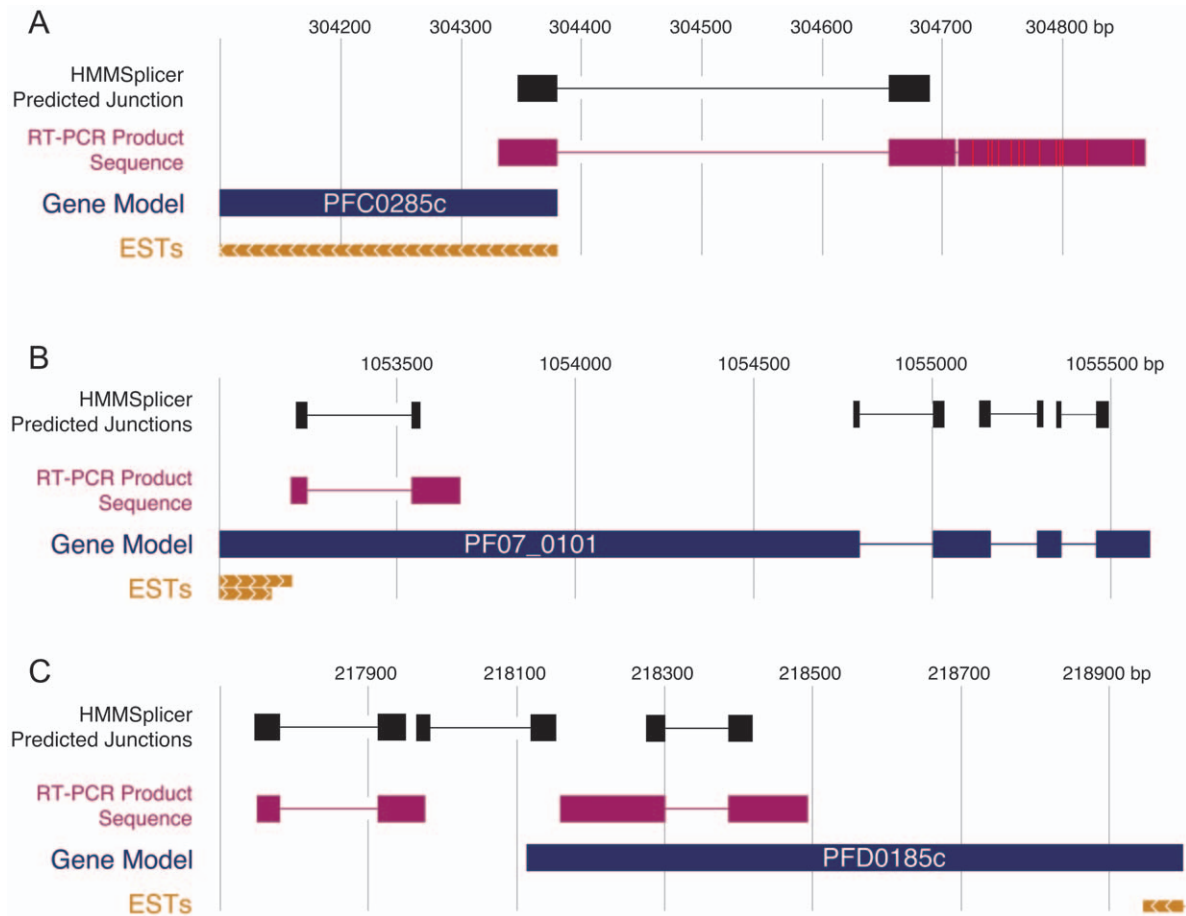 A
304200 304300 304400 304500 304600 304700 304800 bp
HMMSplicer
Predicted Junction
RT-PCR Product
Sequence
Gene Model
PFC0285c
ESTs
B
1053500 1054000 1054500 1055000 1055500 bp
HMMSplicer
Predicted Junctions
RT-PCR Product
Sequence
Gene Model
PF07_0101
ESTs
C
217900 218100 218300 218500 218700 218900 bp
HMMSplicer
Predicted Junctions
RT-PCR Product
Sequence
Gene Model
PFD0185c
ESTs